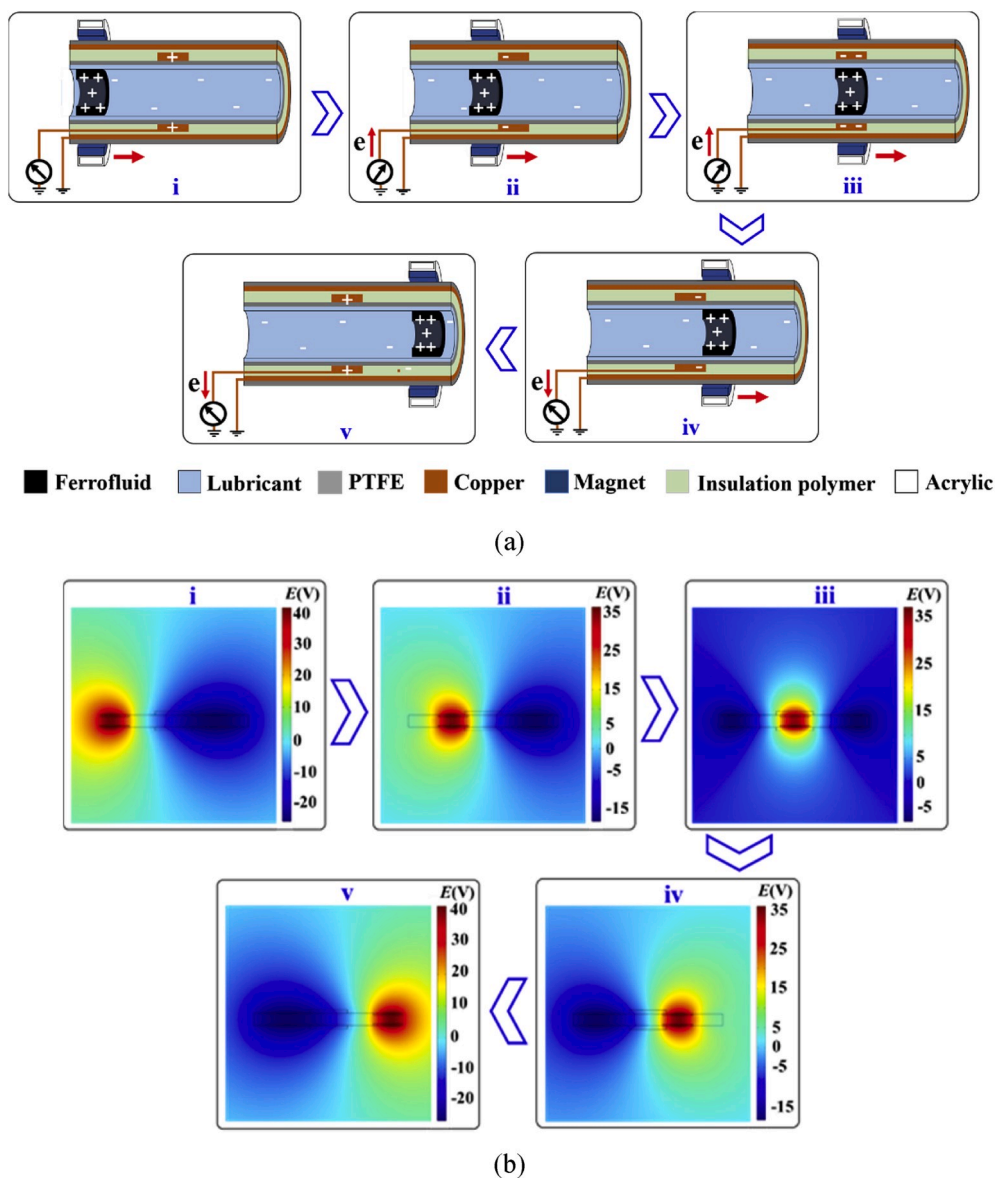 + + + + + + + - - - -
i
+ + + + + - - - - - - e
ii
+ + + + + - - - - - - - - e
iii
+ + + + + + + - - - - - e
v
+ + + + + - - - - - - e
iv
Ferrofluid Lubricant PTFE Copper Magnet Insulation polymer Acrylic
(a)
i E(V)
40
30
20
10
0
-10
-20
ii E(V)
35
25
15
5
0
-5
-15
iii E(V)
35
25
15
5
0
-5
v E(V)
40
30
20
10
0
-10
-20
iv E(V)
35
25
15
5
0
-5
-15
(b)